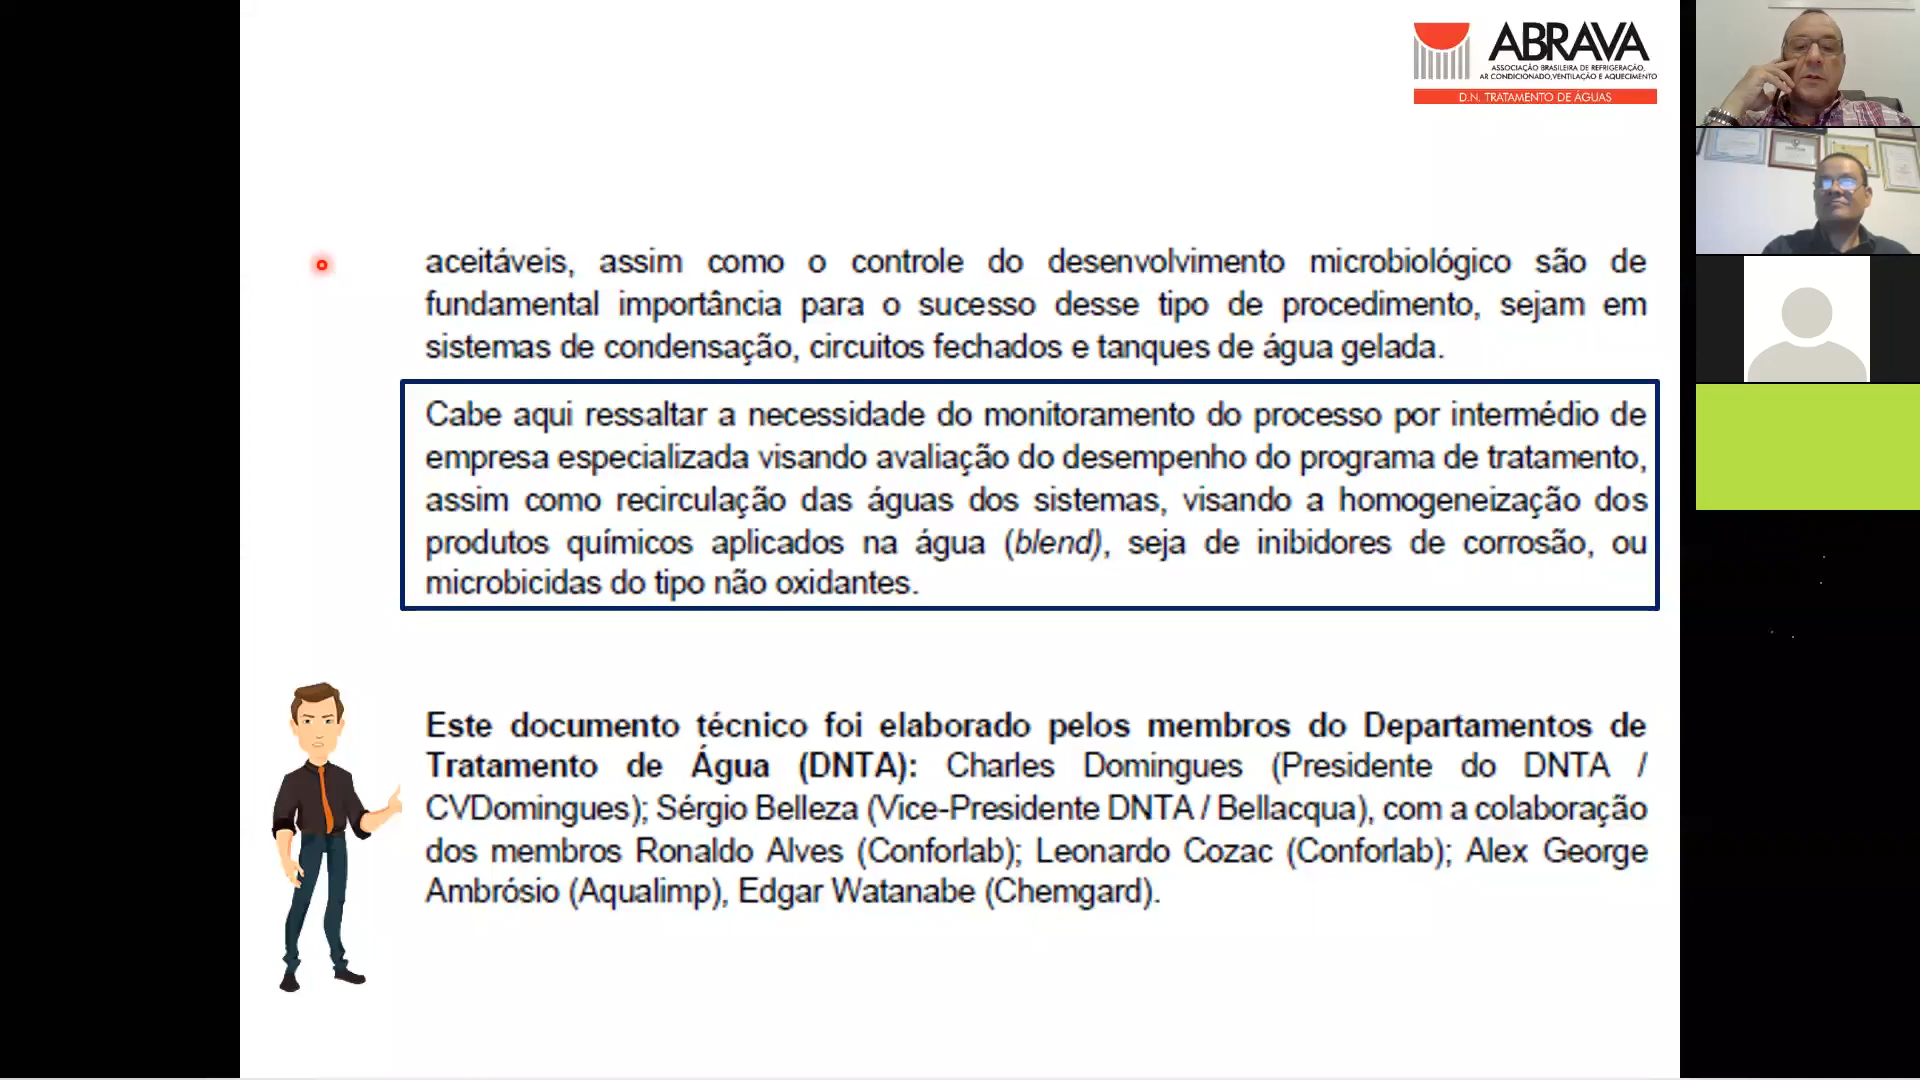 ABRAVA
ASSOCIAÇÃO BRASILEIRA DE REFRIGERAÇÃO,
AR CONDICIONADO, VENTILAÇÃO E AQUECIMENTO
D.N. TRATAMENTO DE ÁGUAS
aceitáveis, assim como o controle do desenvolvimento microbiológico são de
fundamental importância para o sucesso desse tipo de procedimento, sejam em
sistemas de condensação, circuitos fechados e tanques de água gelada.
Cabe aqui ressaltar a necessidade do monitoramento do processo por intermédio de
empresa especializada visando avaliação do desempenho do programa de tratamento,
assim como recirculação das águas dos sistemas, visando a homogeneização dos
produtos químicos aplicados na água (blend), seja de inibidores de corrosão, ou
microbicidas do tipo não oxidantes.
Este documento técnico foi elaborado pelos membros do Departamentos de
Tratamento de Água (DNTA): Charles Domingues (Presidente do DNTA /
CVDomingues); Sérgio Belleza (Vice-Presidente DNTA / Bellacqua), com a colaboração
dos membros Ronaldo Alves (Conforlab); Leonardo Cozac (Conforlab); Alex George
Ambrósio (Aqualimp), Edgar Watanabe (Chemgard).